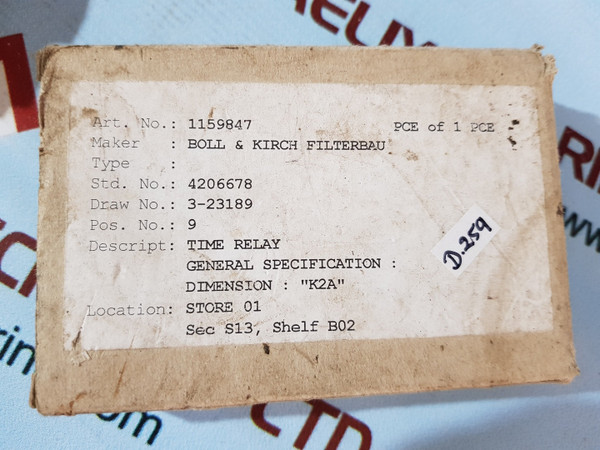 Art. No.: 1159847 PCE of 1 PCE
Maker : BOLL & KIRCH FILTERBAU
Type :
Std. No.: 4206678
Draw No.: 3-23189
Pos. No.: 9
Descript: TIME RELAY
GENERAL SPECIFICATION :
DIMENSION : "K2A"
Location: STORE 01
Sec S13, Shelf B02
D.259
LTD